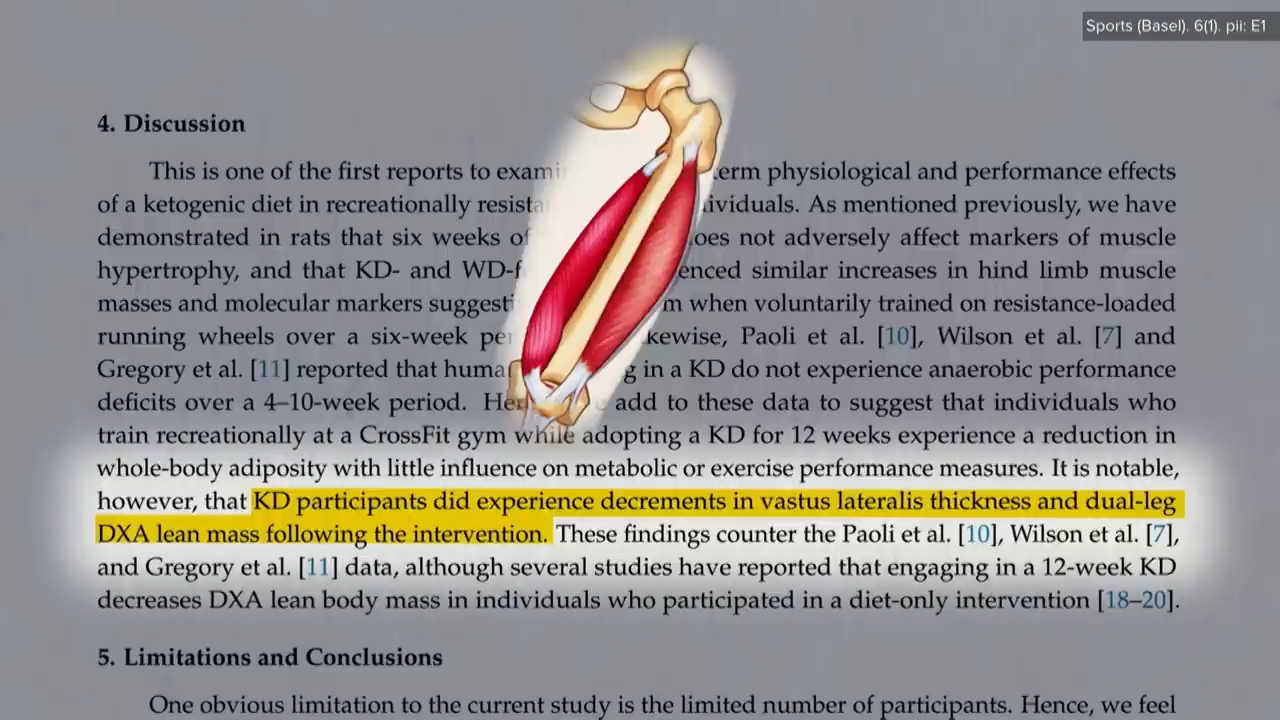 Sports (Basel). 6(1). pii: E1
4. Discussion
This is one of the first reports to exami erm physiological and performance effects
of a ketogenic diet in recreationally resista ividuals. As mentioned previously, we have
demonstrated in rats that six weeks of oes not adversely affect markers of muscle
hypertrophy, and that KD- and WD-f enced similar increases in hind limb muscle
masses and molecular markers suggesti m when voluntarily trained on resistance-loaded
running wheels over a six-week pe kewise, Paoli et al. [10], Wilson et al. [7] and
Gregory et al. [11] reported that huma g in a KD do not experience anaerobic performance
deficits over a 4–10-week period. Her add to these data to suggest that individuals who
train recreationally at a CrossFit gym while adopting a KD for 12 weeks experience a reduction in
whole-body adiposity with little influence on metabolic or exercise performance measures. It is notable,
however, that KD participants did experience decrements in vastus lateralis thickness and dual-leg
DXA lean mass following the intervention. These findings counter the Paoli et al. [10], Wilson et al. [7],
and Gregory et al. [11] data, although several studies have reported that engaging in a 12-week KD
decreases DXA lean body mass in individuals who participated in a diet-only intervention [18–20].
5. Limitations and Conclusions
One obvious limitation to the current study is the limited number of participants. Hence, we feel